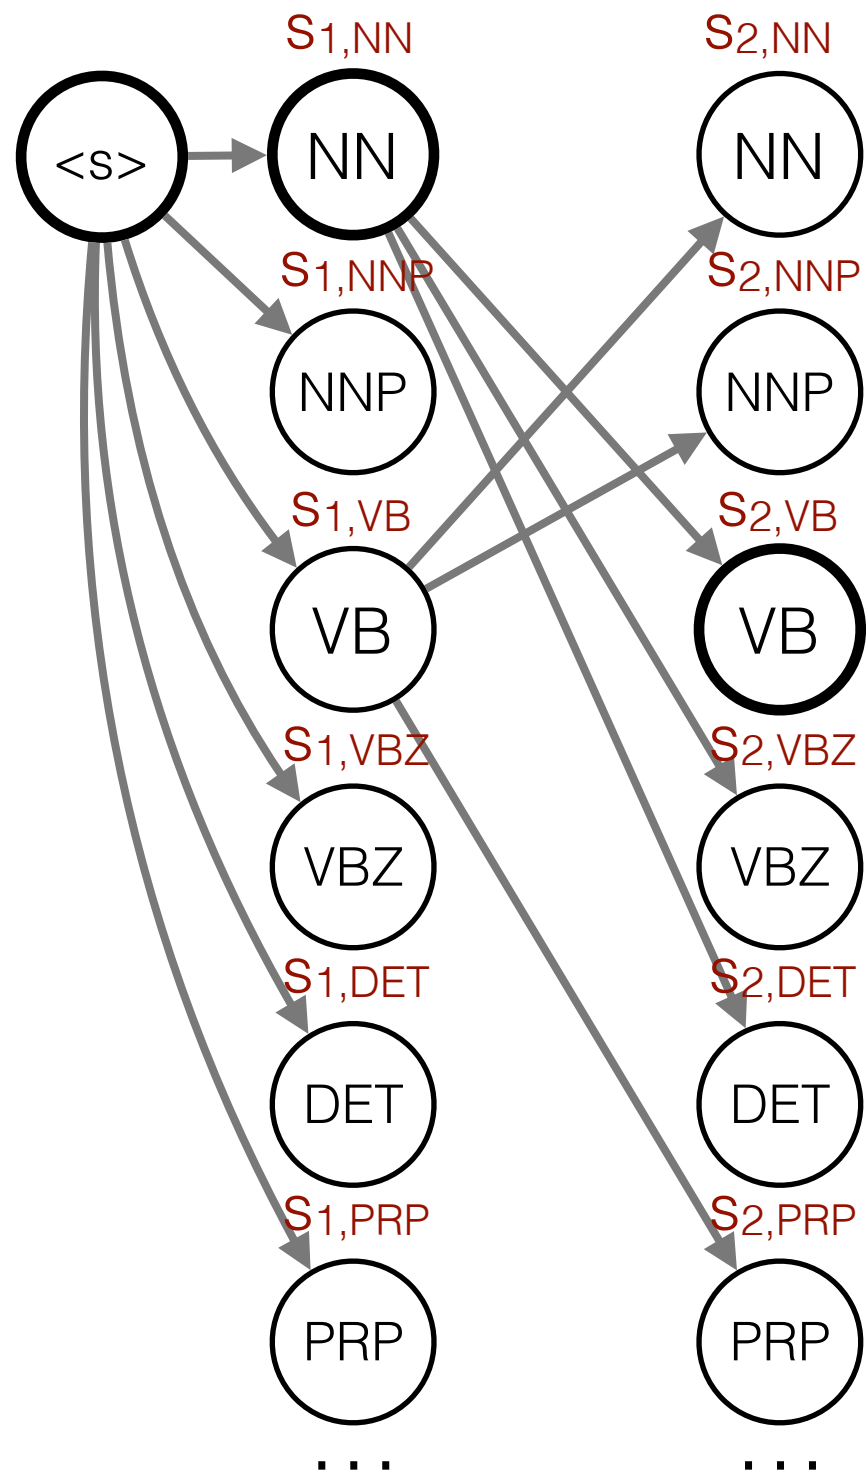 s1,NN
s2,NN
<s>
NN
NN
s1,NNP
s2,NNP
NNP
NNP
s1,VB
s2,VB
VB
VB
s1,VBZ
s2,VBZ
VBZ
VBZ
s1,DET
s2,DET
DET
DET
s1,PRP
s2,PRP
PRP
PRP
...
...